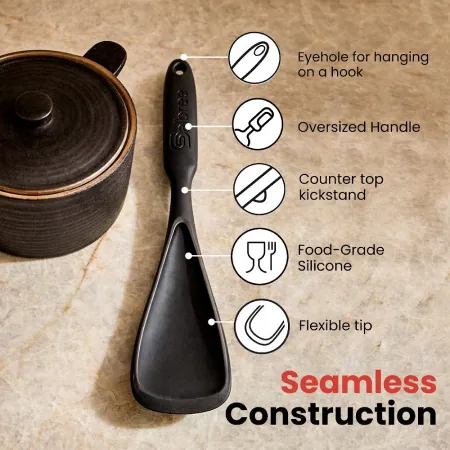 Eyehole for hanging
on a hook
Oversized Handle
Counter top
kickstand
Food-Grade
Silicone
Flexible tip
Seamless
Construction